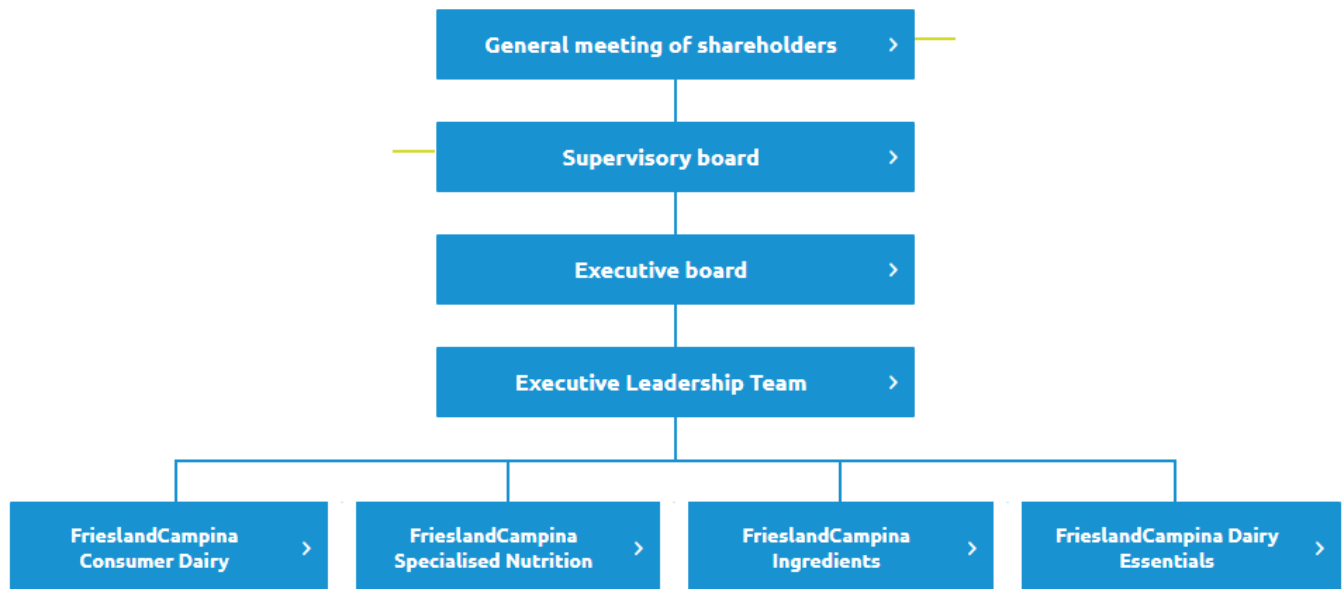 General meeting of shareholders
Supervisory board
Executive board
Executive Leadership Team
FrieslandCampina
Consumer Dairy
FrieslandCampina
Specialised Nutrition
FrieslandCampina
Ingredients
FrieslandCampina Dairy
Essentials